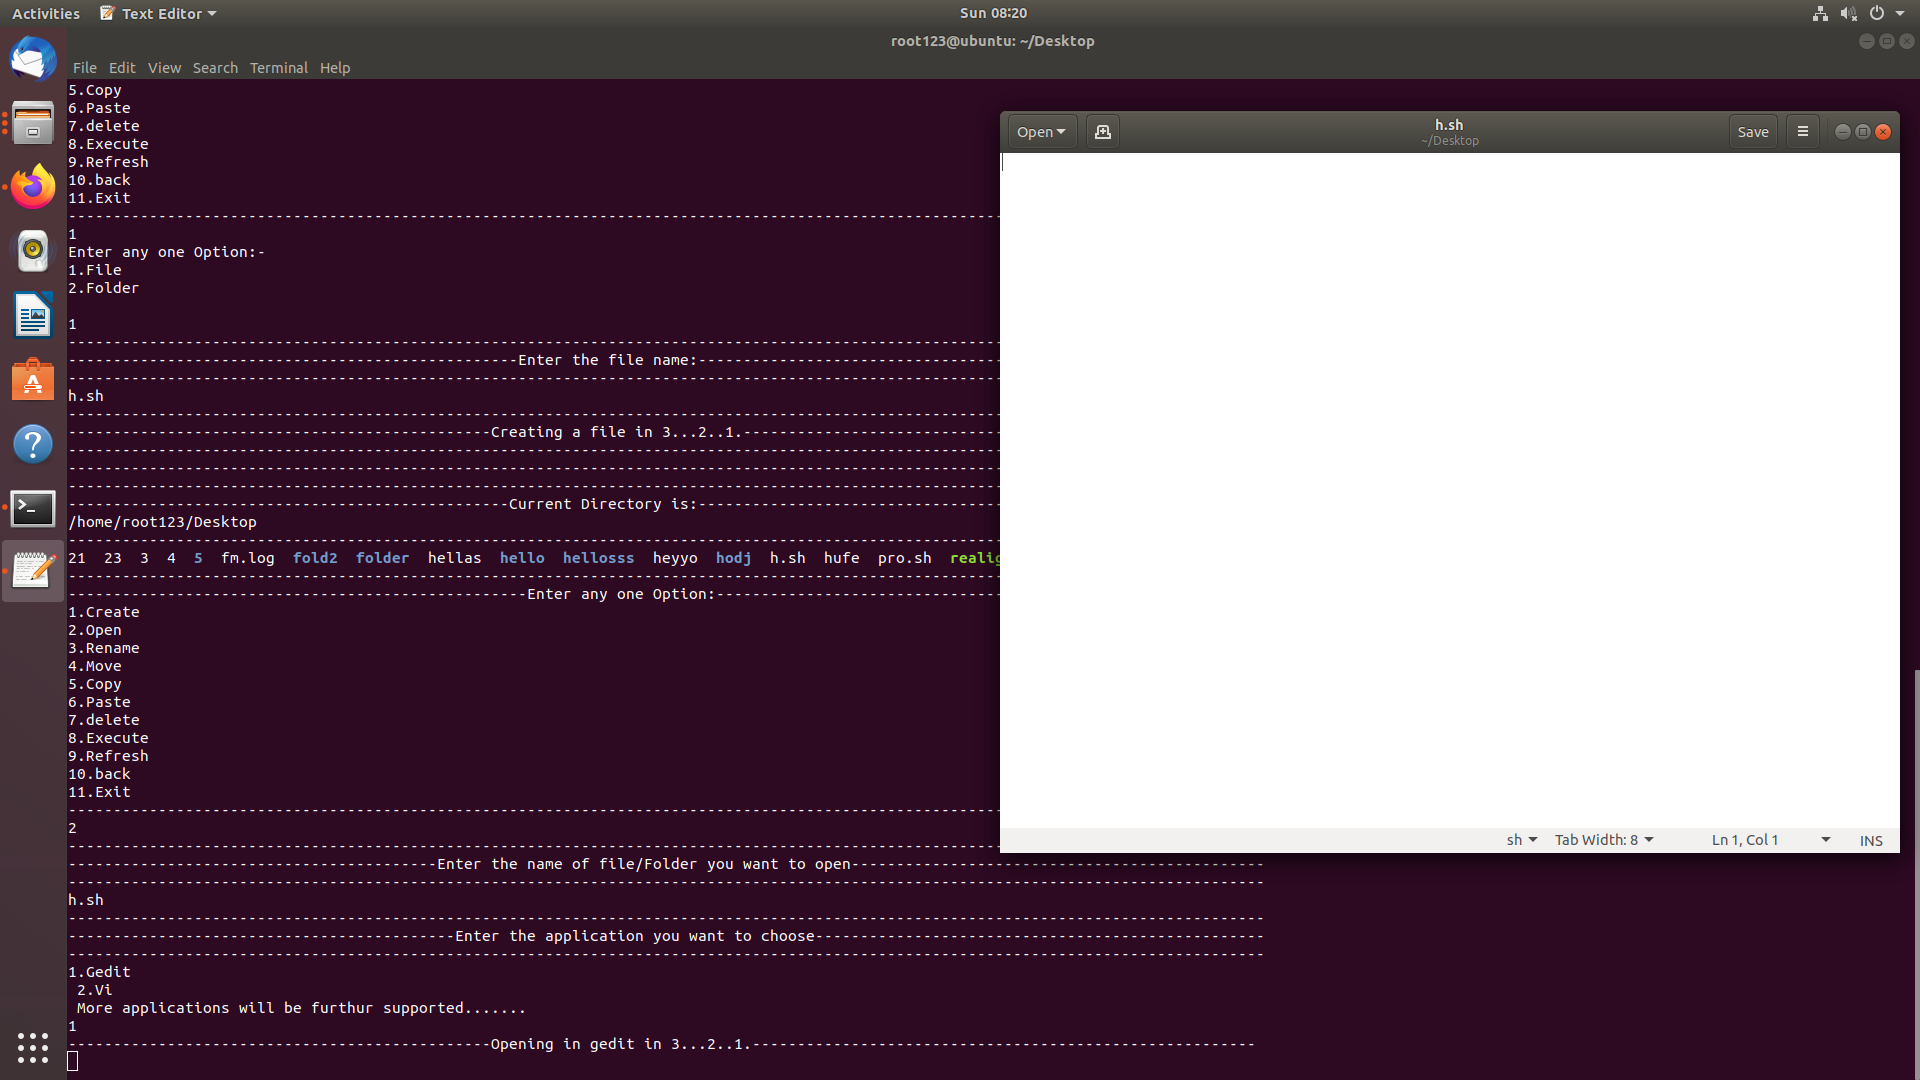 Activities Text Editor Sun 08:20
root123@ubuntu: ~/Desktop
File Edit View Search Terminal Help
5.Copy
6.Paste
7.delete
8.Execute
9.Refresh
10.back
11.Exit
--------------------------------------------------------------------------------------------------------
1
Enter any one Option:-
1.File
2.Folder
1
--------------------------------------------------------------------------------------------------------
--------------------------------------------------Enter the file name:----------------------------------
--------------------------------------------------------------------------------------------------------
h.sh
--------------------------------------------------------------------------------------------------------
-----------------------------------------------Creating a file in 3...2..1.-----------------------------
--------------------------------------------------------------------------------------------------------
--------------------------------------------------------------------------------------------------------
--------------------------------------------------------------------------------------------------------
-------------------------------------------------Current Directory is:----------------------------------
/home/root123/Desktop
--------------------------------------------------------------------------------------------------------
21 23 3 4 5 fm.log fold2 folder hellas hello hellosss heyyo hodj h.sh hufe pro.sh realig
--------------------------------------------------------------------------------------------------------
---------------------------------------------------Enter any one Option:--------------------------------
1.Create
2.Open
3.Rename
4.Move
5.Copy
6.Paste
7.delete
8.Execute
9.Refresh
10.back
11.Exit
--------------------------------------------------------------------------------------------------------
2
--------------------------------------------------------------------------------------------------------
-----------------------------------------Enter the name of file/Folder you want to open----------------------------------------------
-------------------------------------------------------------------------------------------------------------------------------------
h.sh
-------------------------------------------------------------------------------------------------------------------------------------
-------------------------------------------Enter the application you want to choose--------------------------------------------------
-------------------------------------------------------------------------------------------------------------------------------------
1.Gedit
2.Vi
More applications will be furthur supported.......
1
-----------------------------------------------Opening in gedit in 3...2..1.--------------------------------------------------------
Open h.sh Save
~/Desktop
sh Tab Width: 8 Ln 1, Col 1 INS